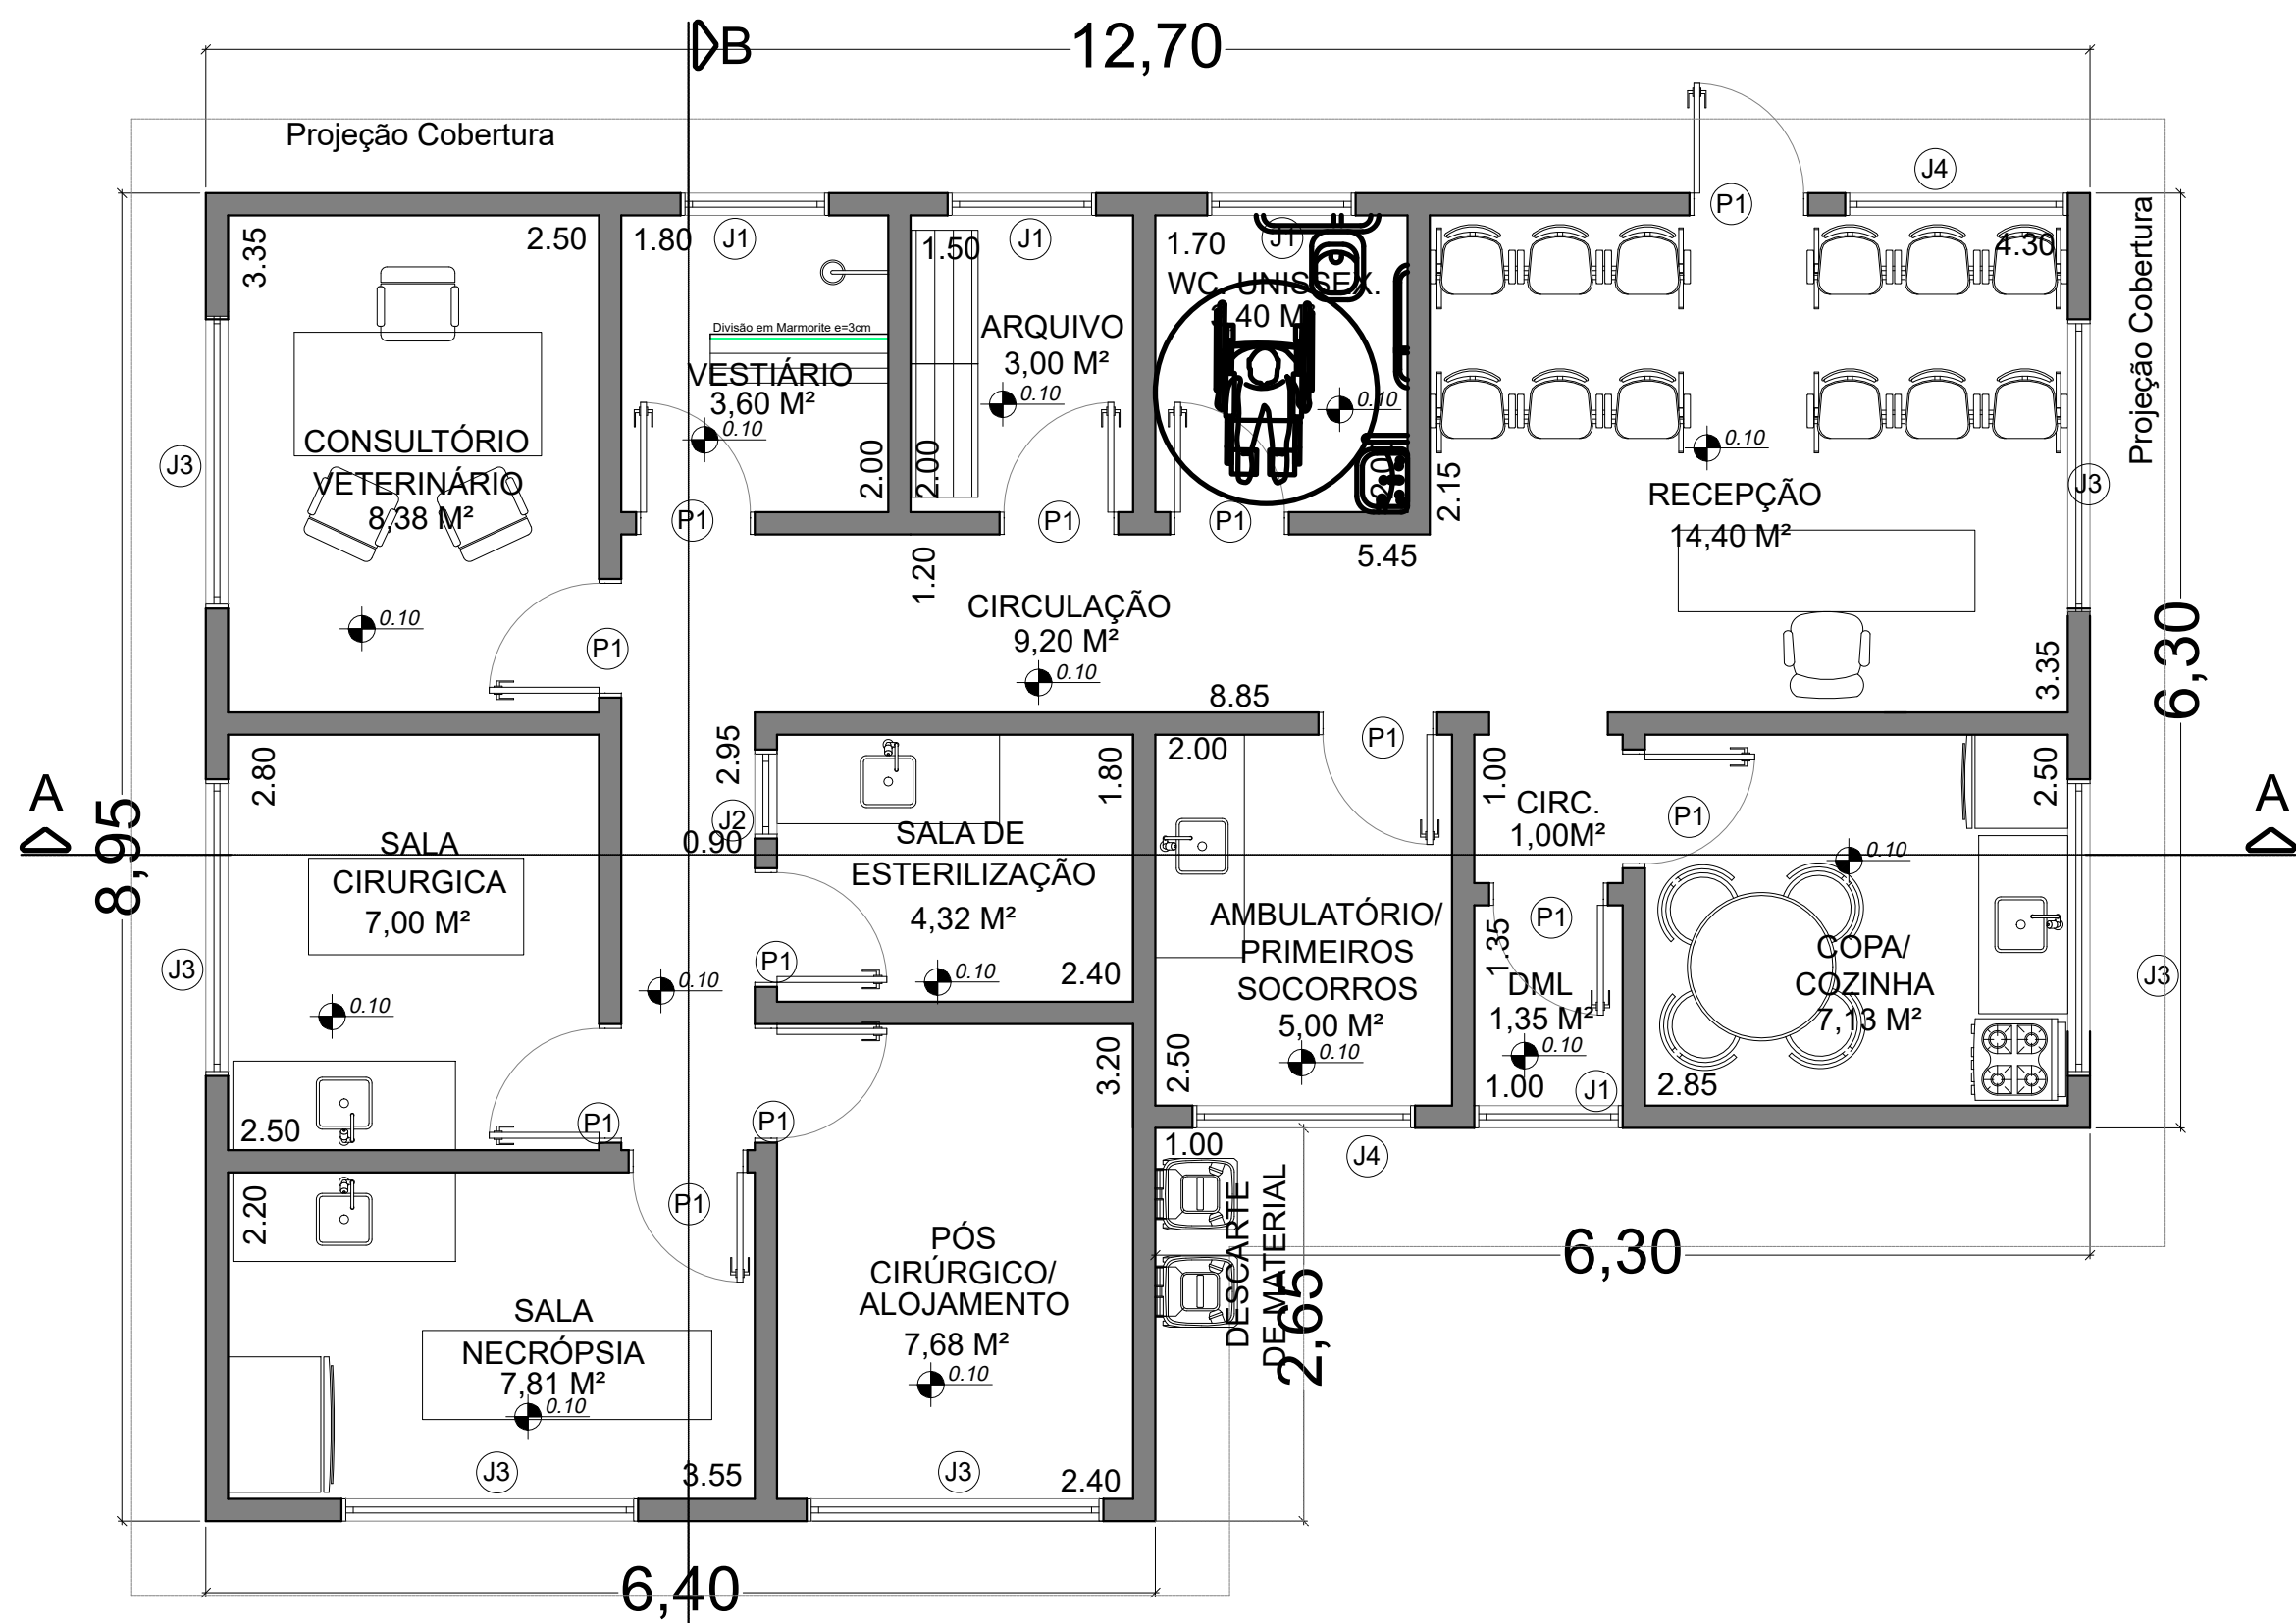 B
12,70
Projeção Cobertura
J4
P1
3.35
2.50
1.80
J1
1.50
J1
1.70
J1
4.30
Projeção Cobertura
WC. UNISSEX.
40 M
Divisão em Marmorite e=3cm
ARQUIVO
3,00 M²
0.10
VESTIÁRIO
3,60 M²
0.10
0.10
0.10
CONSULTÓRIO
VETERINÁRIO
8,38 M²
J3
2.00
2.00
2.15
RECEPÇÃO
14,40 M²
J3
P1
P1
P1
5.45
1.20
CIRCULAÇÃO
9,20 M²
0.10
0.10
P1
8.85
3.35
6,30
2.80
2.95
1.80
2.00
P1
1.00
2.50
A
8,95
J2
0.90
SALA DE
ESTERILIZAÇÃO
4,32 M²
CIRC.
1,00M²
P1
A
0.10
SALA
CIRURGICA
7,00 M²
0.10
J3
0.10
P1
0.10
2.40
AMBULATÓRIO/
PRIMEIROS
SOCORROS
5,00 M²
0.10
P1
1.35
DML
1,35 M²
0.10
COPA/
COZINHA
7,13 M²
J3
3.20
2.50
1.00
J1
2.85
2.50
P1
P1
1.00
J4
2.20
P1
DESCARTE
DE MATERIAL
2,65
6,30
PÓS
CIRÚRGICO/
ALOJAMENTO
7,68 M²
0.10
SALA
NECRÓPSIA
7,81 M²
0.10
J3
3.55
J3
2.40
6,40